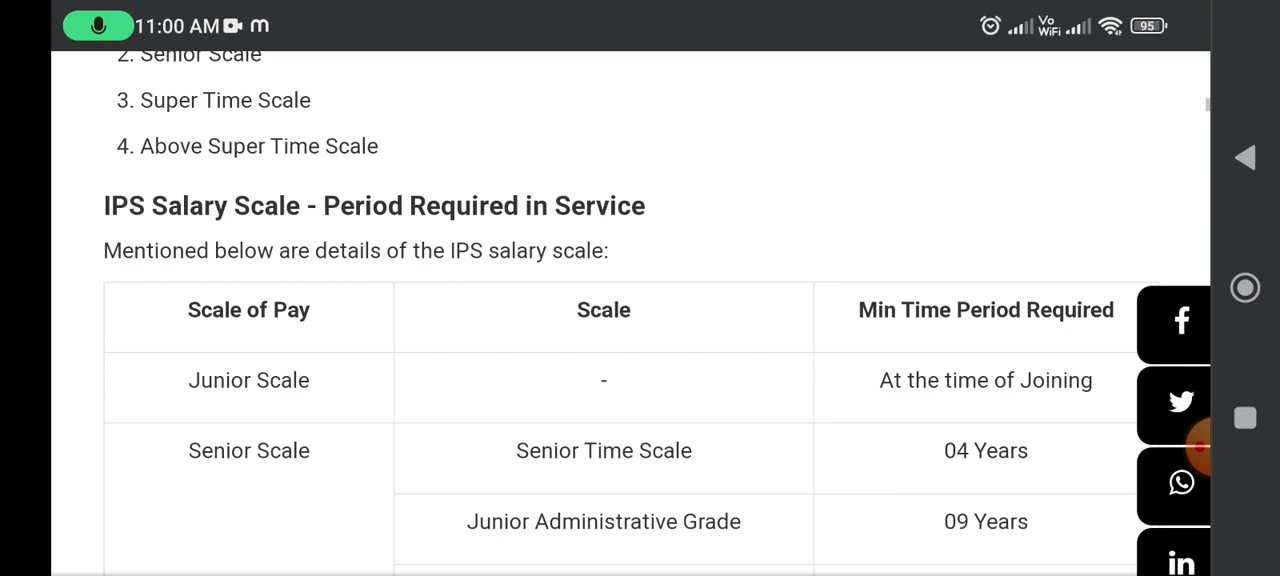 11:00 AM
Vo
WiFi
95
2. Senior Scale
3. Super Time Scale
4. Above Super Time Scale
IPS Salary Scale - Period Required in Service
Mentioned below are details of the IPS salary scale:
Scale of Pay Scale Min Time Period Required
Junior Scale - At the time of Joining
Senior Scale Senior Time Scale 04 Years
Junior Administrative Grade 09 Years